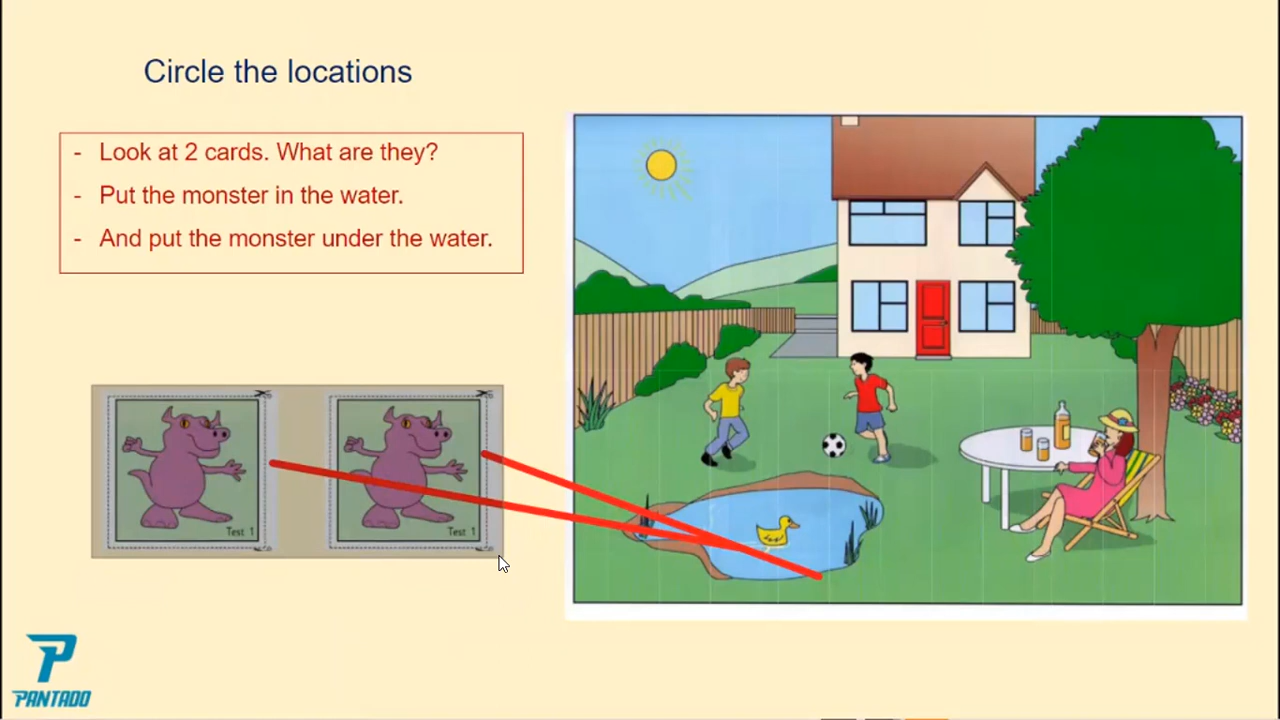 Circle the locations
- Look at 2 cards. What are they?
- Put the monster in the water.
- And put the monster under the water.
Test 1
Test 1
PANTADO